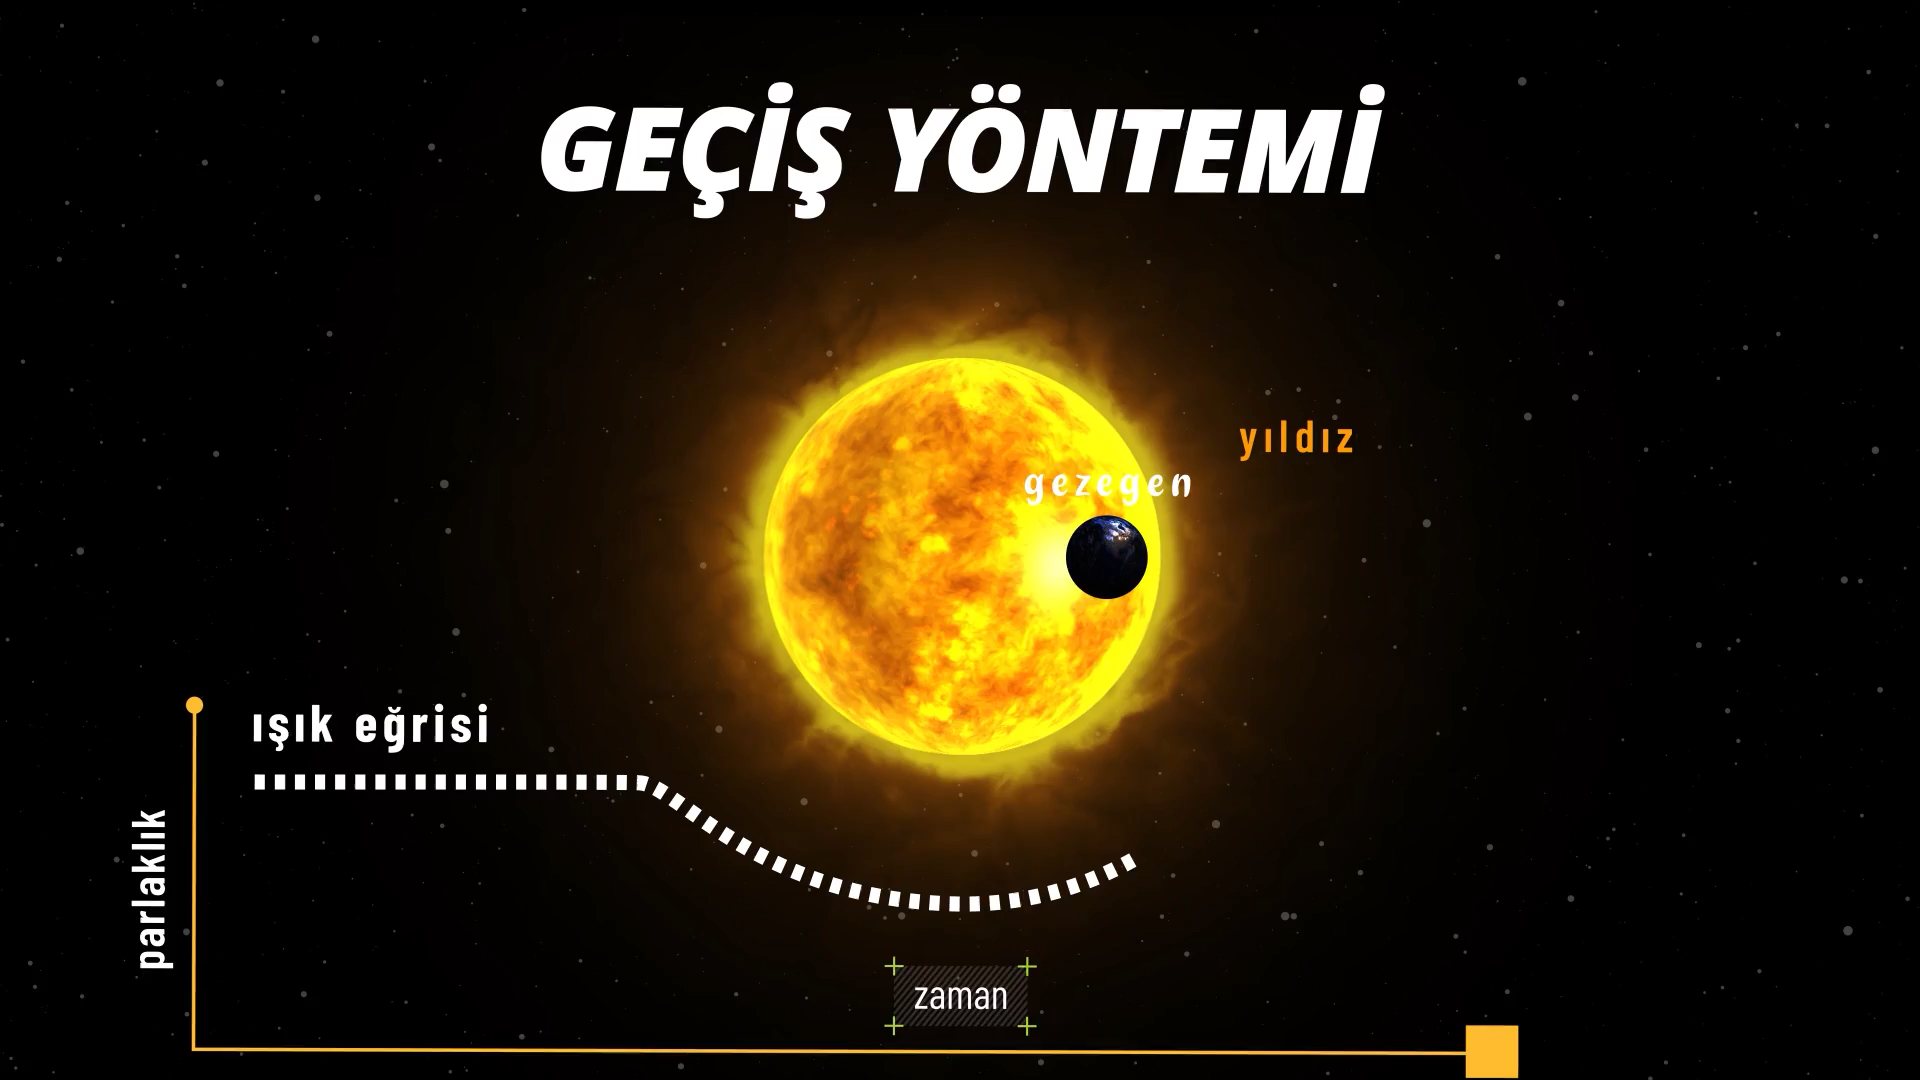 GEÇİŞ YÖNTEMİ
yıldız
gezegen
ışık eğrisi
parlaklık
zaman